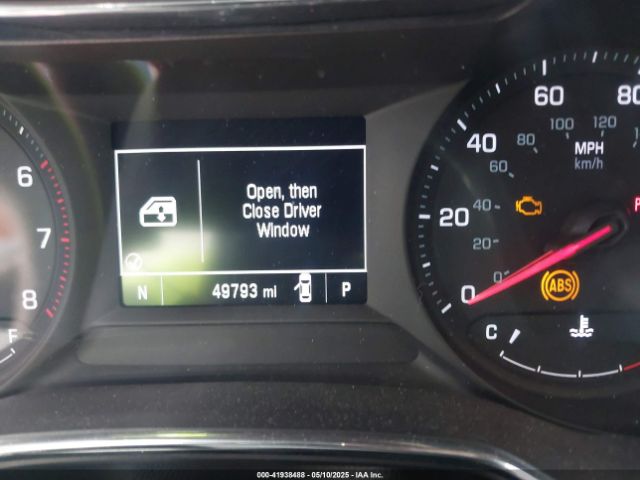 6
7
8
F
Open, then
Close Driver
Window
N 49793 mi P
0 20 40 60 80
0 20 40 60 80 100 120
MPH
km/h
ABS
C
000-41938488 - 05/10/2025 - IAA Inc.